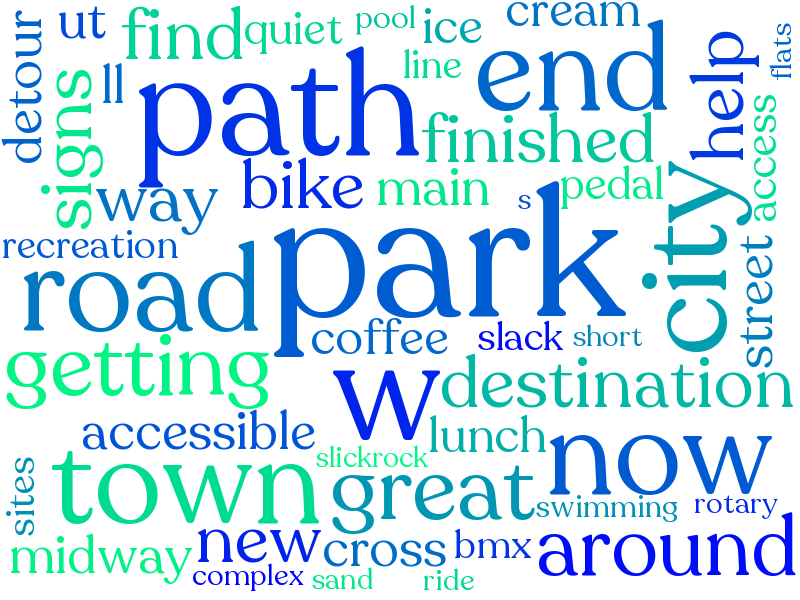 detour
ut
find
quiet
pool
ice
cream
flats
signs
ll
path
line
end
help
access
finished
way
bike
main
s
pedal
city
recreation
road
park
street
coffee
slack
short
getting
w
destination
accessible
slickrock
lunch
now
sites
town
great
swimming
rotary
midway
new
cross
bmx
around
complex
sand
ride